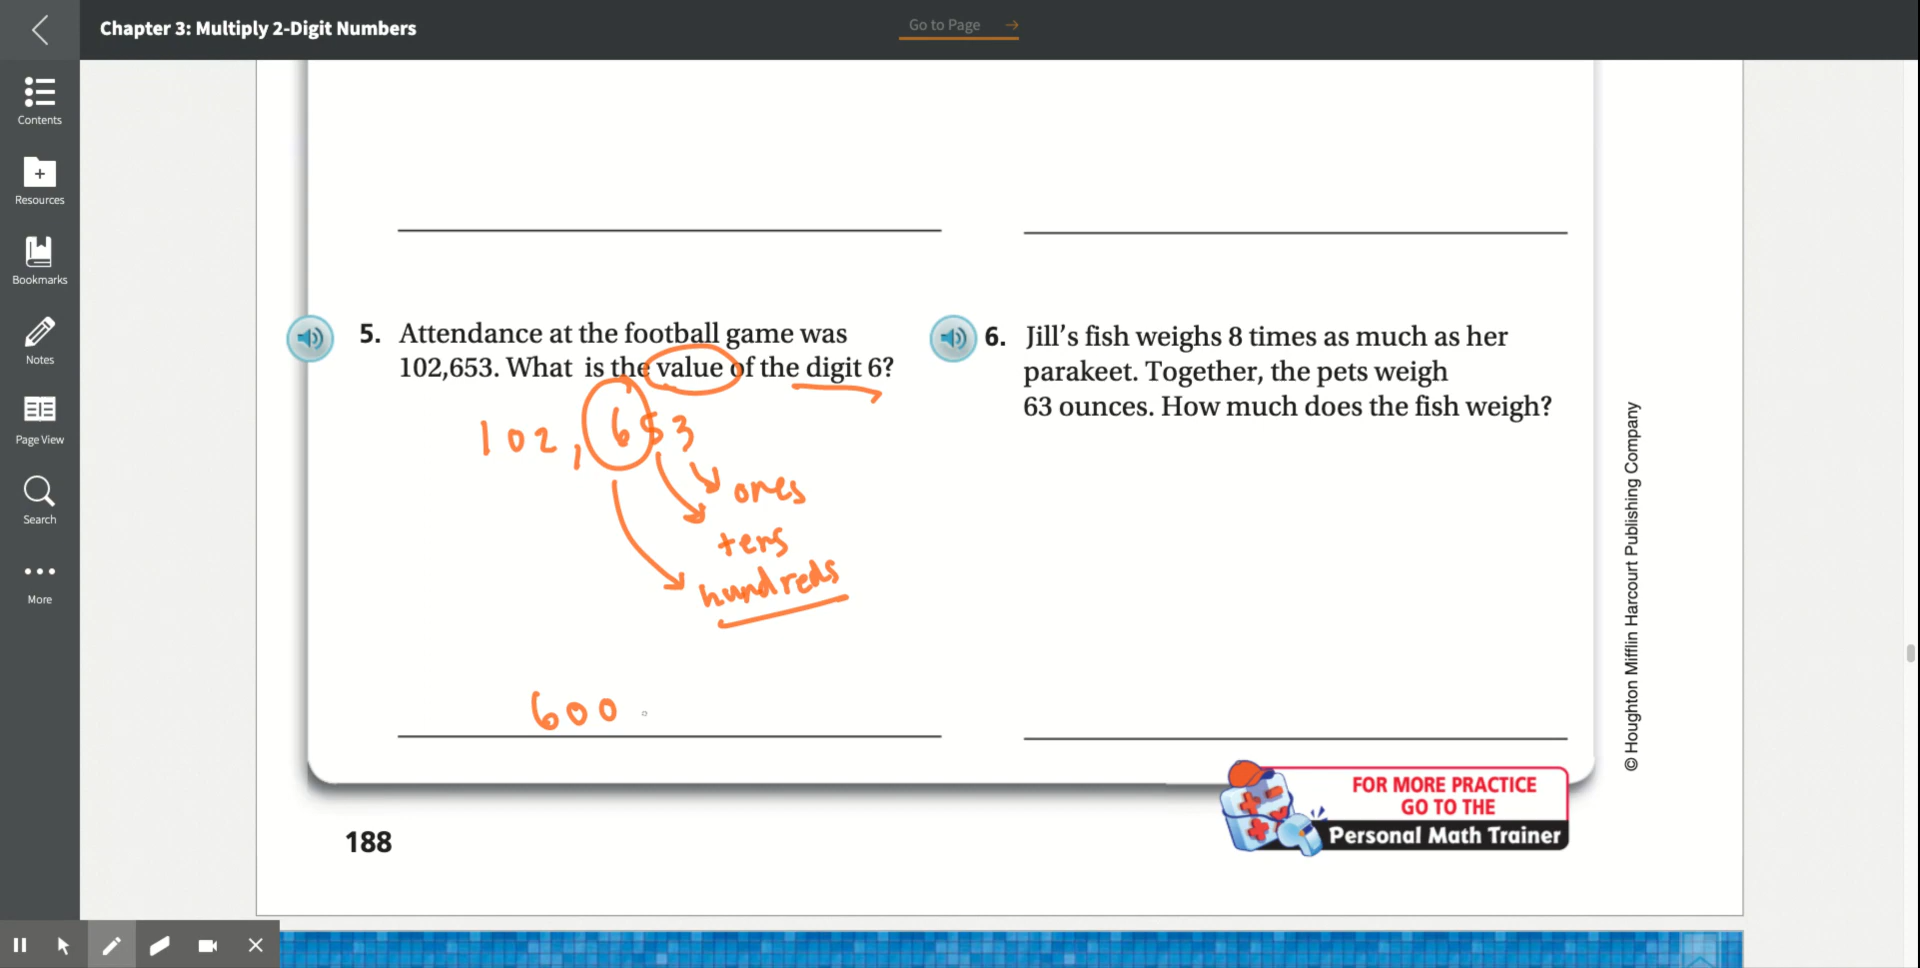 Chapter 3: Multiply 2-Digit Numbers
Go to Page →
Contents
Resources
Bookmarks
Notes
Page View
Search
More
5. Attendance at the football game was
102,653. What is the value of the digit 6?
102,653
ones
tens
hundreds
600
6. Jill's fish weighs 8 times as much as her
parakeet. Together, the pets weigh
63 ounces. How much does the fish weigh?
© Houghton Mifflin Harcourt Publishing Company
FOR MORE PRACTICE
GO TO THE
Personal Math Trainer
188